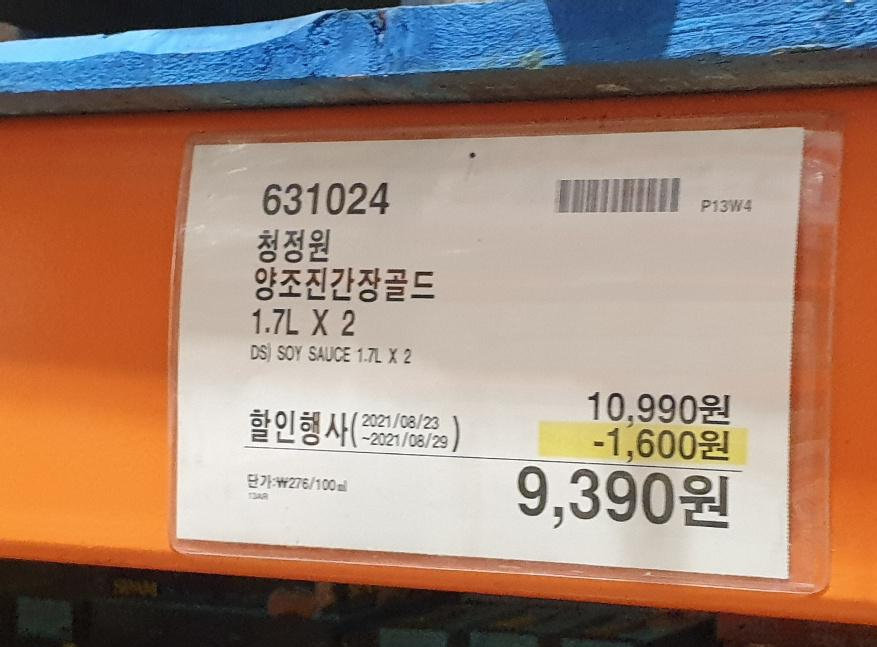 631024
P13W4
청정원
양조진간장골드
1.7L X 2
DS) SOY SAUCE 1.7L X 2
10,990원
할인행사(2021/08/23 ~2021/08/29)
-1,600원
단가:₩276/100㎖
13AR
9,390원